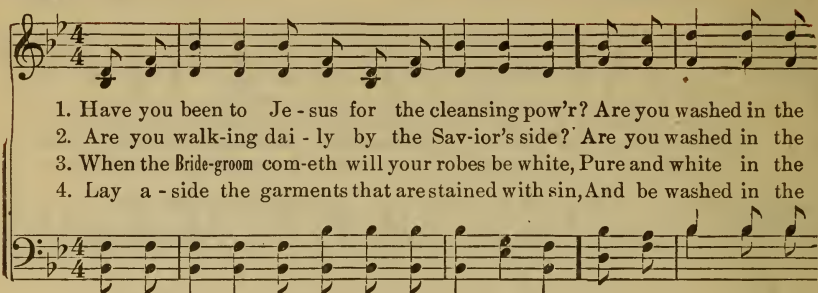 1. Have you been to Je - sus for the cleansing pow'r? Are you washed in the
2. Are you walk-ing dai - ly by the Sav-ior's side? Are you washed in the
3. When the Bride-groom com-eth will your robes be white, Pure and white in the
4. Lay a - side the garments that are stained with sin, And be washed in the